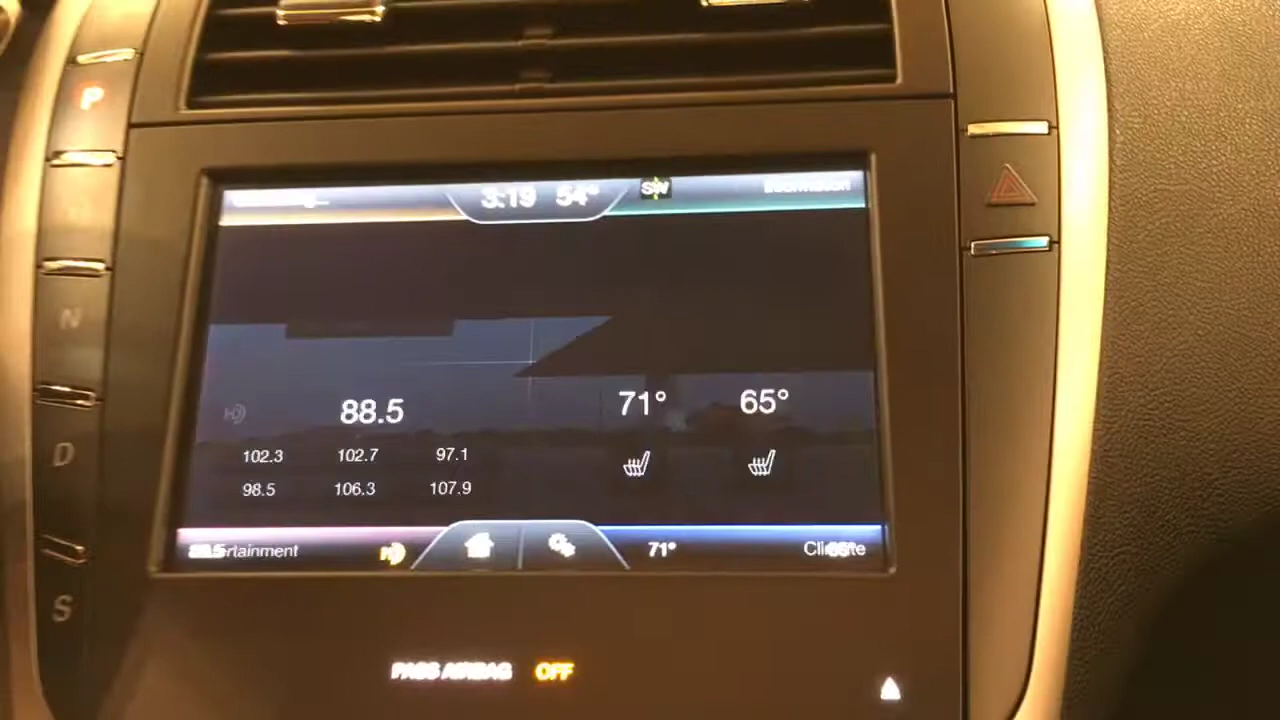 P
3:19 54°
SW
N
88.5 71° 65°
D
102.3 102.7 97.1
98.5 106.3 107.9
71°
S
PASS AIRBAG OFF